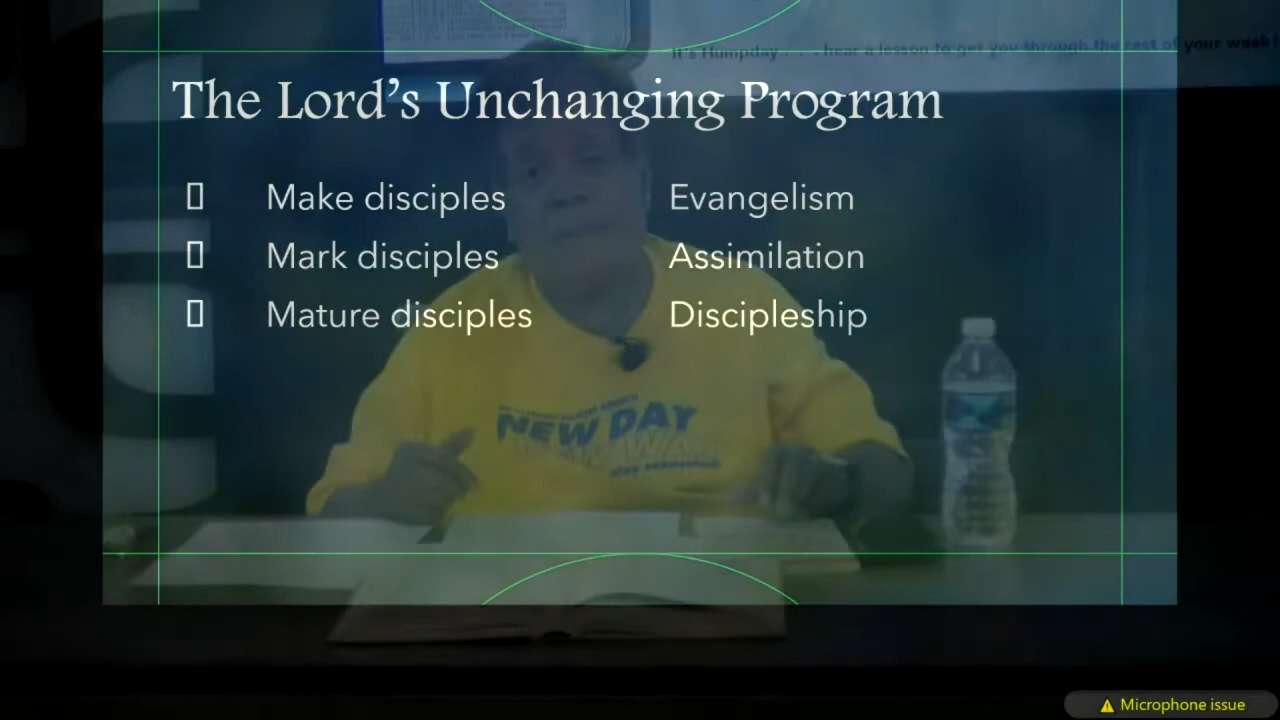 It's Humpday . . . . hear a lesson to get you through the rest of your week!
The Lord's Unchanging Program
Make disciples Evangelism
Mark disciples Assimilation
Mature disciples Discipleship
NEW DAY
Microphone issue